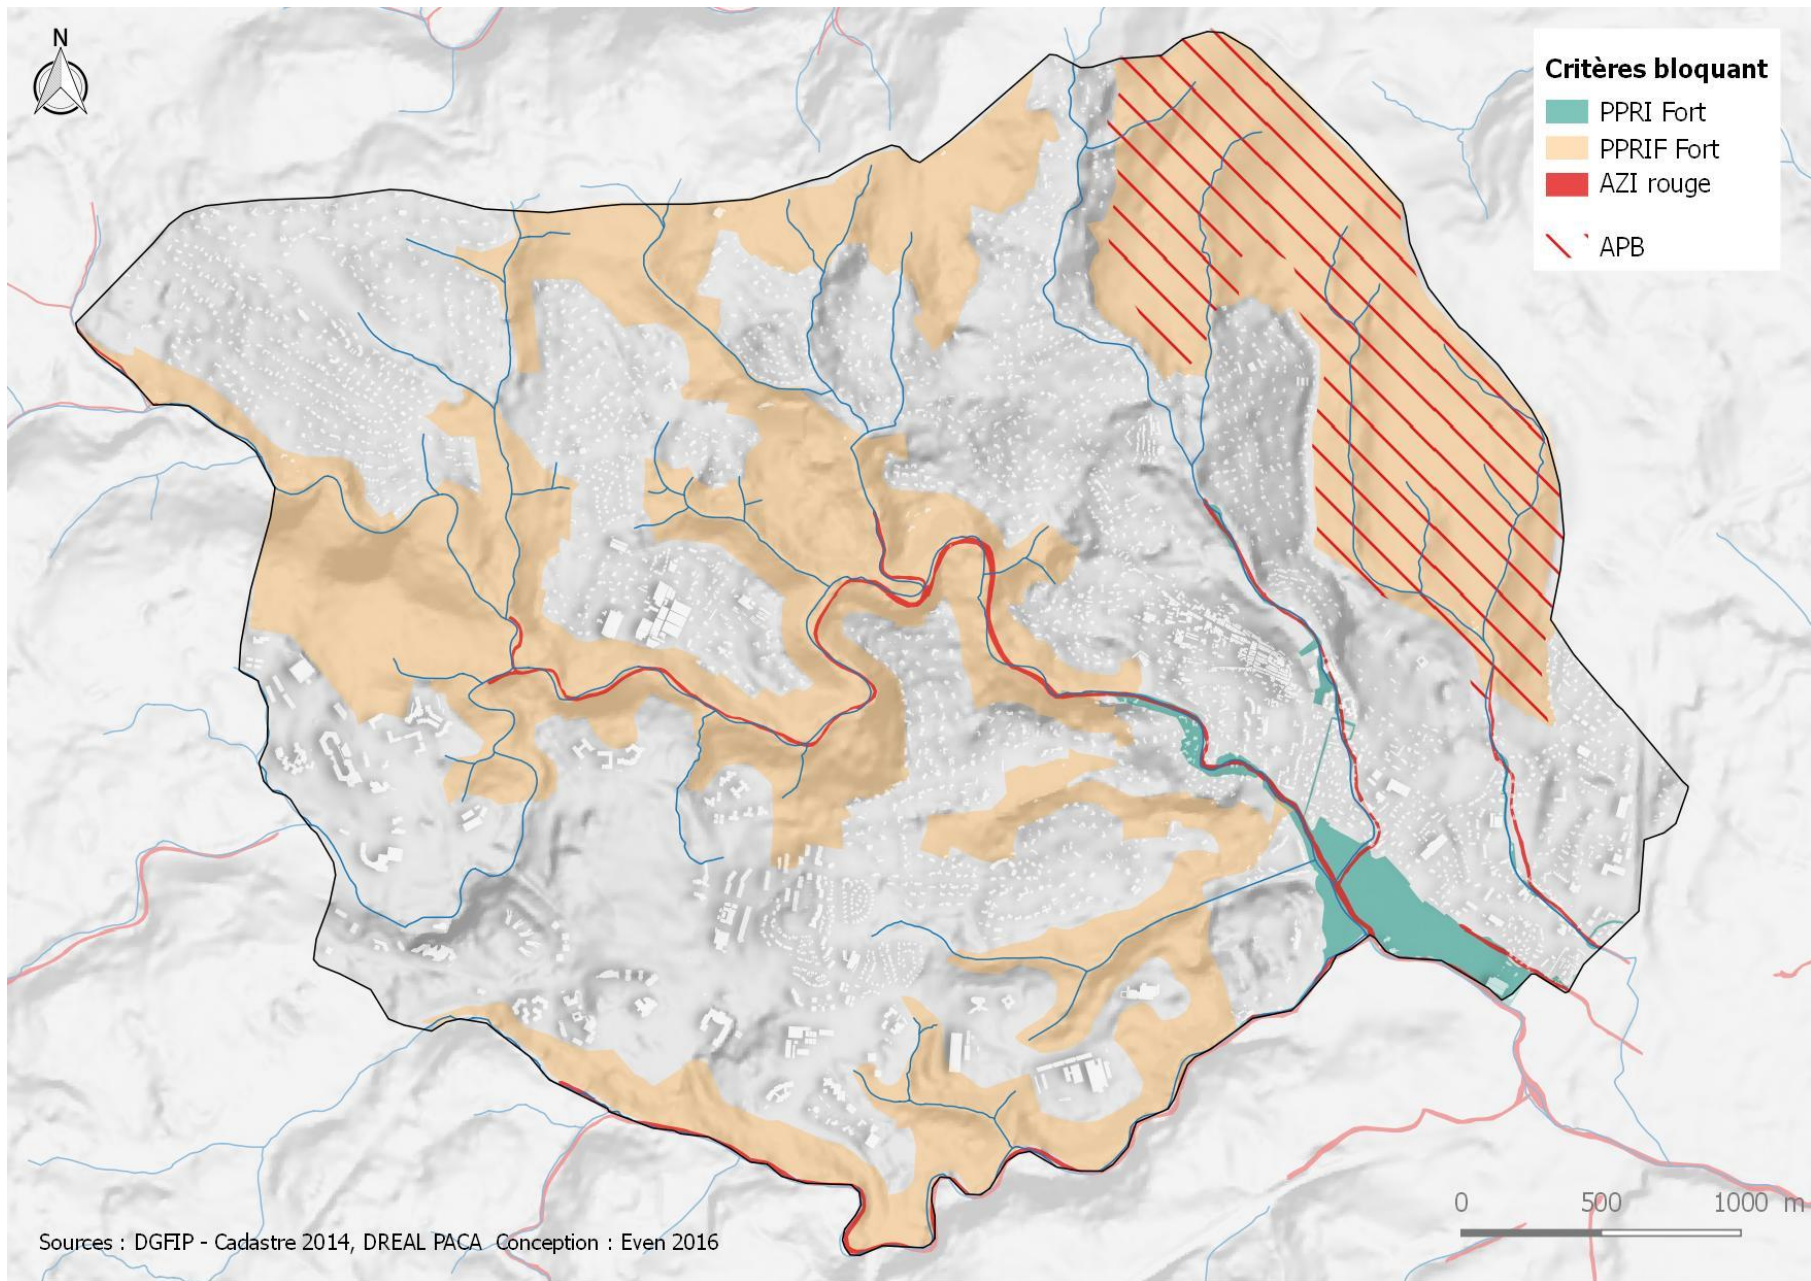 N
Critères bloquant
PPRI Fort
PPRIF Fort
AZI rouge
APB
0 500 1000 m
Sources : DGFIP - Cadastre 2014, DREAL PACA Conception : Even 2016